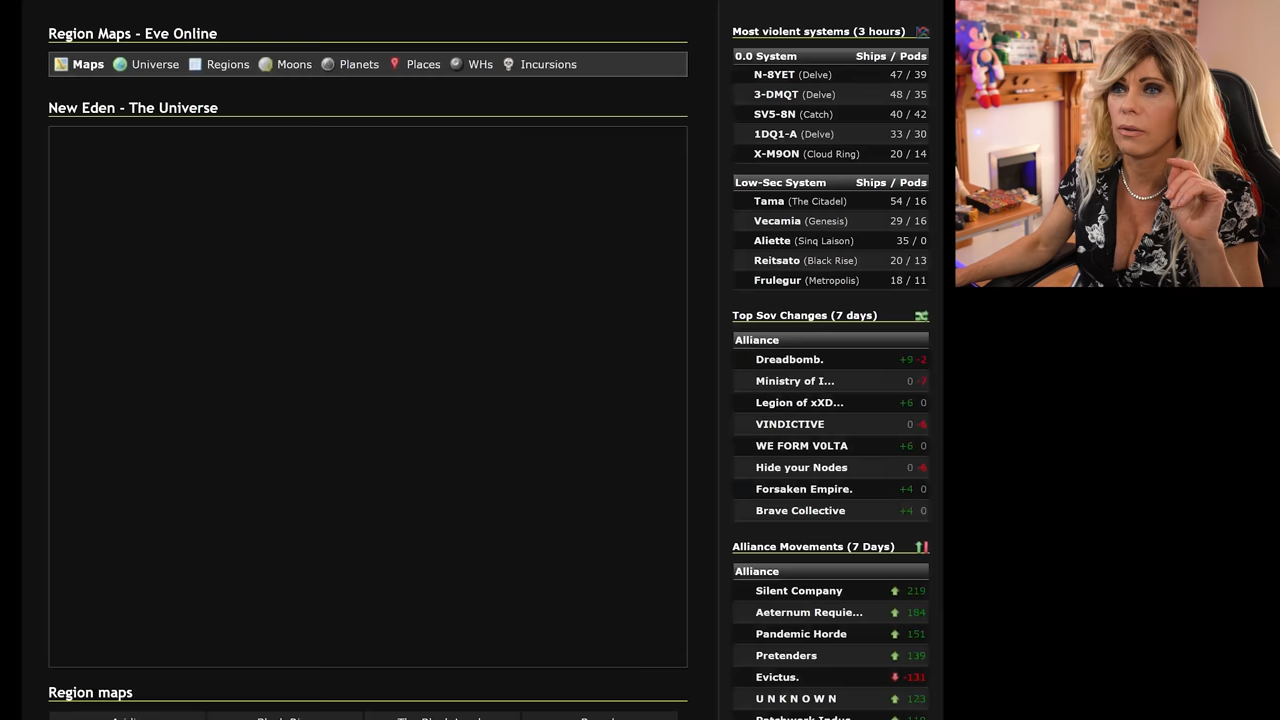 Region Maps - Eve Online
Maps Universe Regions Moons Planets Places WHs Incursions
New Eden - The Universe
Region maps
Most violent systems (3 hours)
0.0 System Ships / Pods
N-8YET (Delve) 47 / 39
3-DMQT (Delve) 48 / 35
SV5-8N (Catch) 40 / 42
1DQ1-A (Delve) 33 / 30
X-M9ON (Cloud Ring) 20 / 14
Low-Sec System Ships / Pods
Tama (The Citadel) 54 / 16
Vecamia (Genesis) 29 / 16
Aliette (Sinq Laison) 35 / 0
Reitsato (Black Rise) 20 / 13
Frulegur (Metropolis) 18 / 11
Top Sov Changes (7 days)
Alliance
Dreadbomb. +9 -2
Ministry of I... 0 -7
Legion of xXD... +6 0
VINDICTIVE 0 -6
WE FORM V0LTA +6 0
Hide your Nodes 0 -6
Forsaken Empire. +4 0
Brave Collective +4 0
Alliance Movements (7 Days)
Alliance
Silent Company 219
Aeternum Requie... 184
Pandemic Horde 151
Pretenders 139
Evictus. -131
U N K N O W N 123